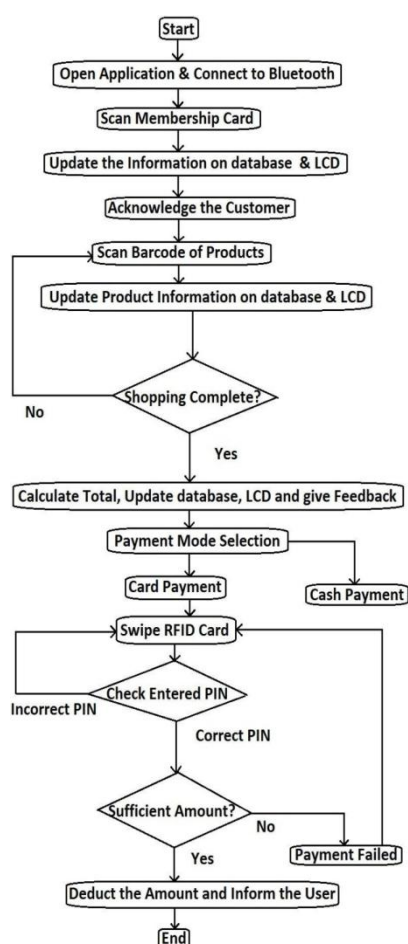 Start
Open Application & Connect to Bluetooth
Scan Membership Card
Update the Information on database & LCD
Acknowledge the Customer
Scan Barcode of Products
Update Product Information on database & LCD
Shopping Complete?
No
Yes
Calculate Total, Update database, LCD and give Feedback
Payment Mode Selection
Card Payment
Cash Payment
Swipe RFID Card
Check Entered PIN
Incorrect PIN
Correct PIN
Sufficient Amount?
No
Payment Failed
Yes
Deduct the Amount and Inform the User
End